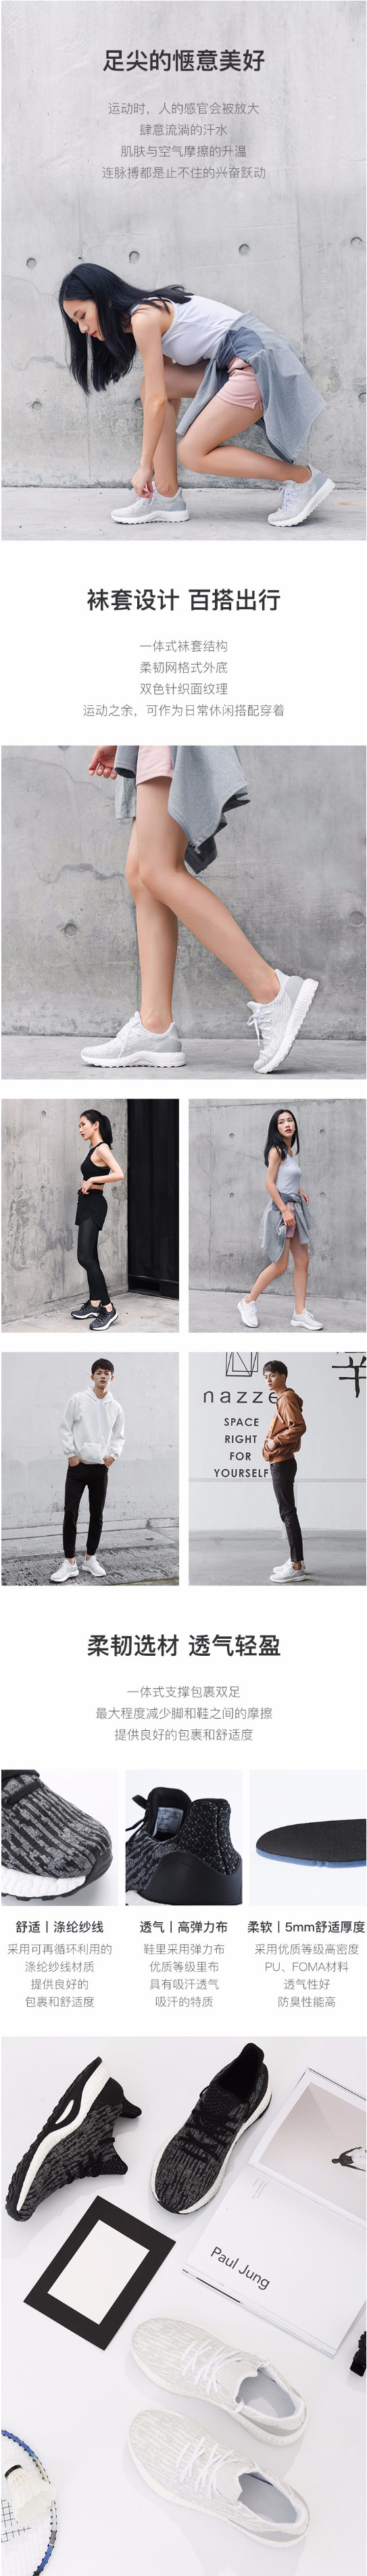 足尖的惬意美好
运动时，人的感官会被放大
肆意流淌的汗水
肌肤与空气摩擦的升温
连脉搏都是止不住的兴奋跃动
袜套设计 百搭出行
一体式袜套结构
柔韧网格式外底
双色针织面纹理
运动之余，可作为日常休闲搭配穿着
nazze
SPACE
RIGHT
FOR
YOURSELF
柔韧选材 透气轻盈
一体式支撑包裹双足
最大程度减少脚和鞋之间的摩擦
提供良好的包裹和舒适度
舒适丨涤纶纱线
采用可再循环利用的
涤纶纱线材质
提供良好的
包裹和舒适度
透气丨高弹力布
鞋里采用弹力布
优质等级里布
具有吸汗透气
吸汗的特质
柔软丨5mm舒适厚度
采用优质等级高密度
PU、FOMA材料
透气性好
防臭性能高
Paul Jung